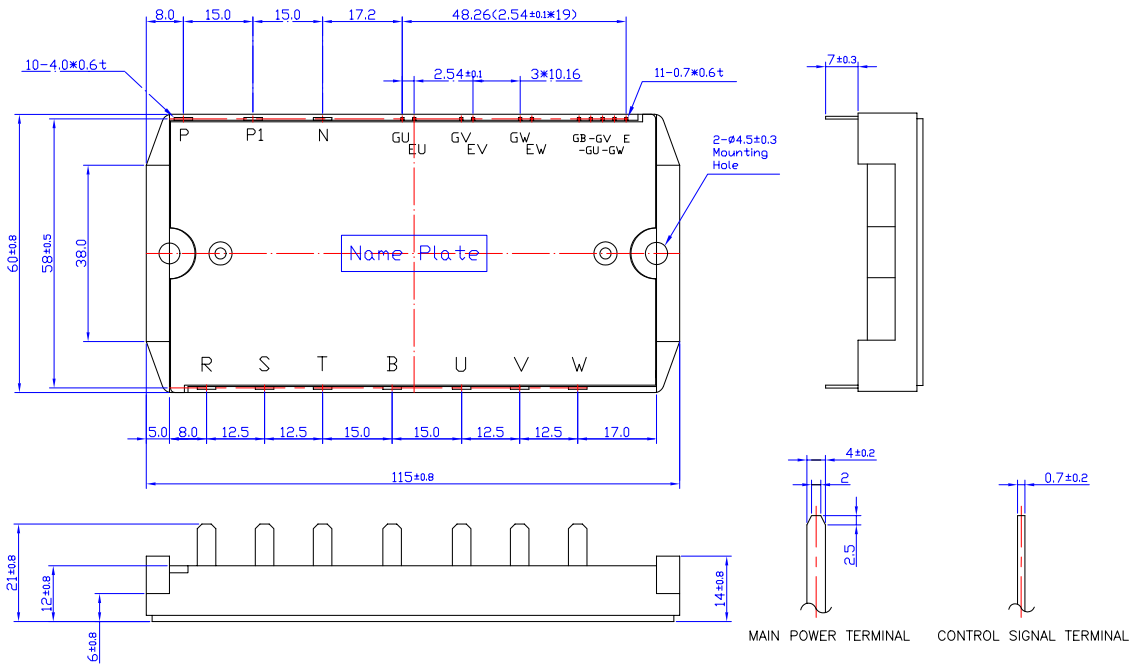 8.0 15.0 15.0 17.2 48.26(2.54±0.1*19)
10-4.0*0.6t 2.54±0.1 3*10.16 11-0.7*0.6t
7±0.3
P P1 N GU EU GV EV GW EW GB-GV E
-GU-GW
2-ø4.5±0.3
Mounting
Hole
60±0.8 58±0.5 38.0
Name Plate
R S T B U V W
5.0 8.0 12.5 12.5 15.0 15.0 12.5 12.5 17.0
115±0.8
4±0.2
2
0.7±0.2
2.5
21±0.8 12±0.8 6±0.8 14±0.8
MAIN POWER TERMINAL CONTROL SIGNAL TERMINAL